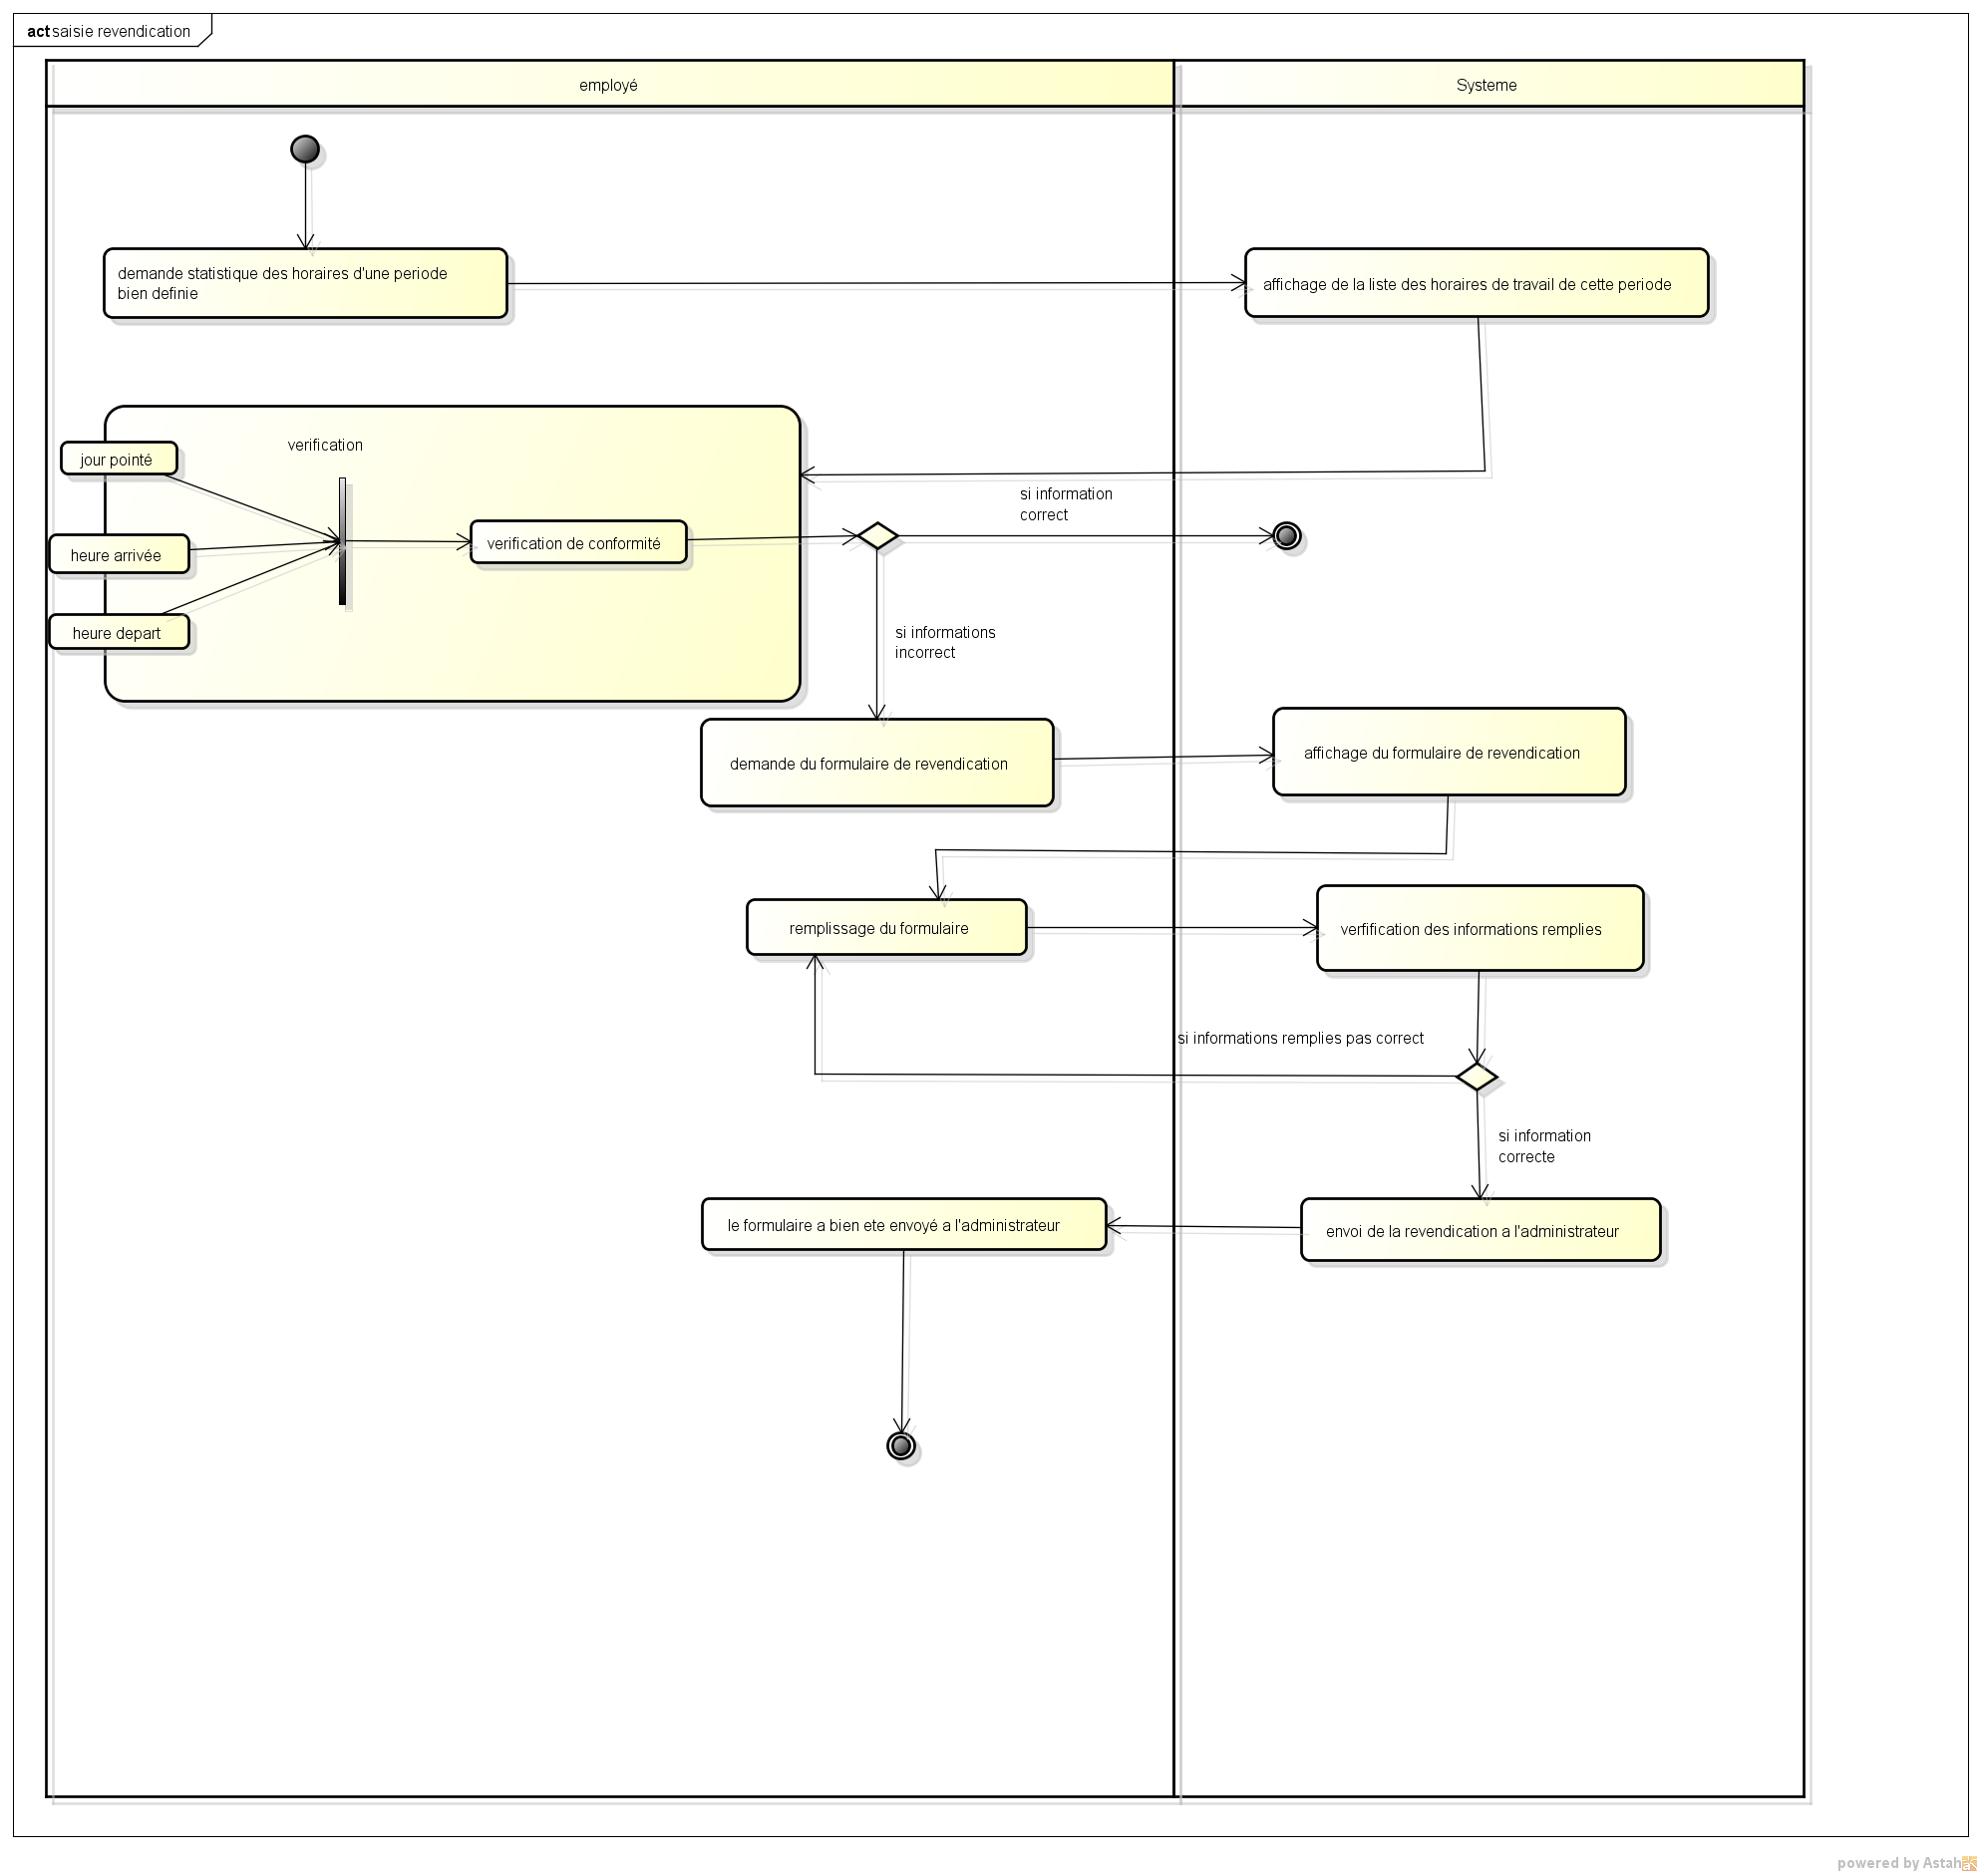 act saisie revendication
employé
Systeme
demande statistique des horaires d'une periode
bien definie
affichage de la liste des horaires de travail de cette periode
verification
jour pointé
heure arrivée
heure depart
verification de conformité
si information
correct
si informations
incorrect
demande du formulaire de revendication
affichage du formulaire de revendication
remplissage du formulaire
verfification des informations remplies
si informations remplies pas correct
si information
correcte
le formulaire a bien ete envoyé a l'administrateur
envoi de la revendication a l'administrateur
powered by Astah